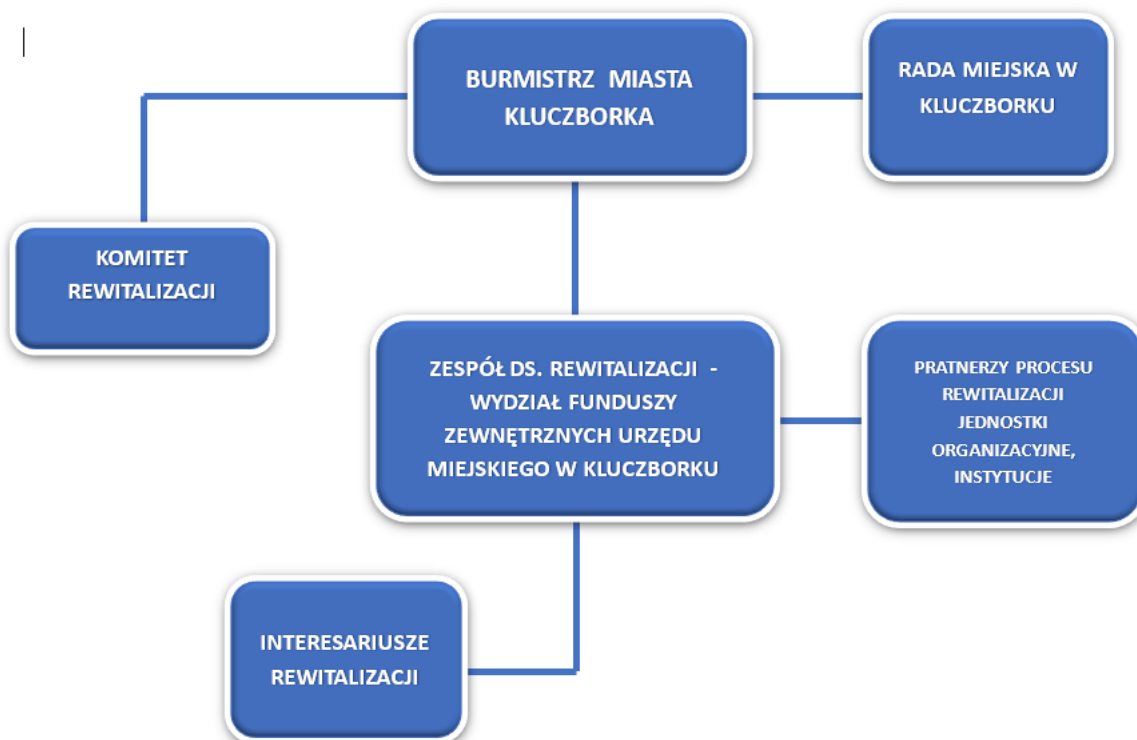 BURMISTRZ MIASTA
KLUCZBORKA
RADA MIEJSKA W
KLUCZBORKU
KOMITET
REWITALIZACJI
ZESPÓŁ DS. REWITALIZACJI -
WYDZIAŁ FUNDUSZY
ZEWNĘTRZNYCH URZĘDU
MIEJSKIEGO W KLUCZBORKU
PRATNERZY PROCESU
REWITALIZACJI
JEDNOSTKI
ORGANIZACYJNE,
INSTYTUCJE
INTERESARIUSZE
REWITALIZACJI